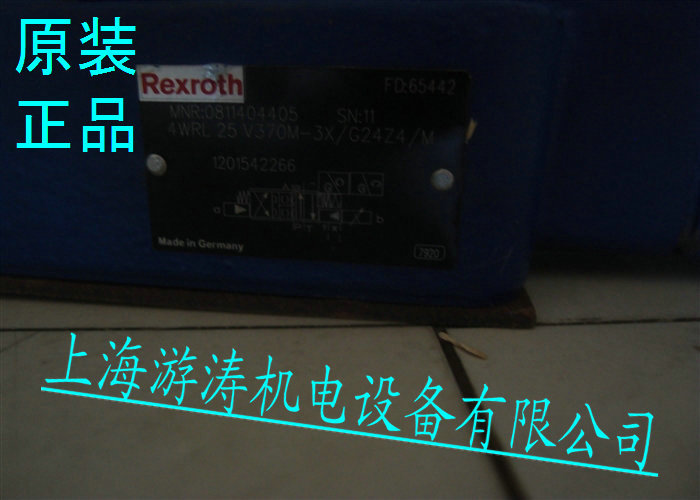 原装
正品
Rexroth
FD:65442
MNR:0811404405 SN:11
4WRL 25 V370M-3X/G24Z4/M
1201542266
a
b
Made in Germany
7920
上海游涛机电设备有限公司